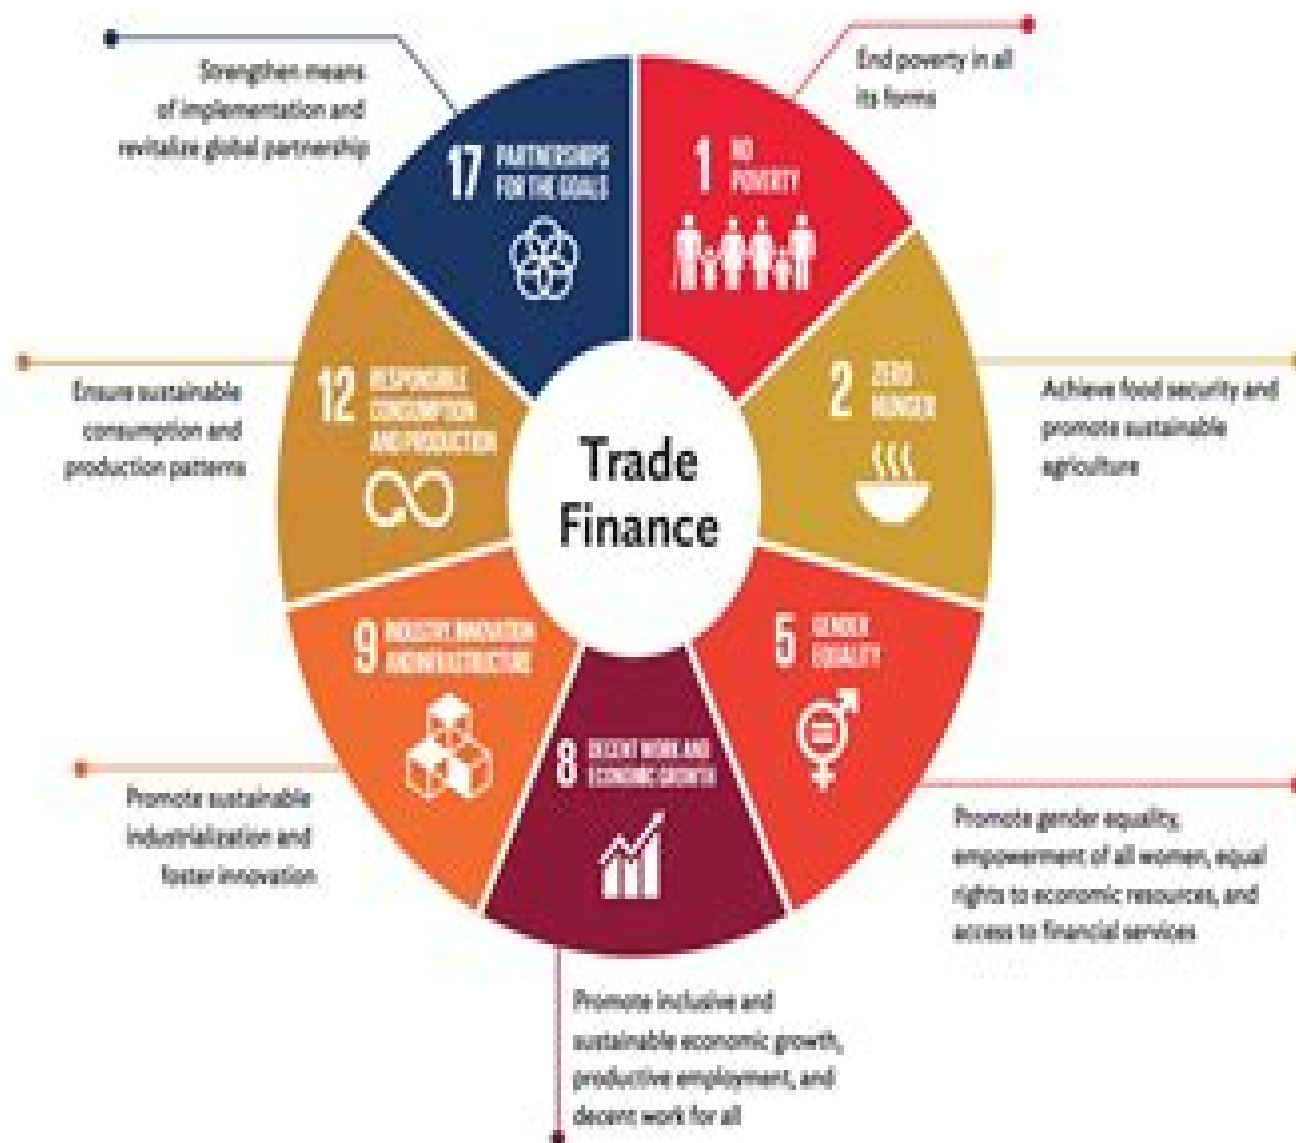 Strengthen means
of implementation and
revitalize global partnership
End poverty in all
its forms
17 PARTNERSHIPS
FOR THE GOALS
1 NO
POVERTY
Ensure sustainable
consumption and
production patterns
12 RESPONSIBLE
CONSUMPTION
AND PRODUCTION
2 ZERO
HUNGER
Achieve food security and
promote sustainable
agriculture
Trade
Finance
9 INDUSTRY INNOVATION
AND INFRASTRUCTURE
5 GENDER
EQUALITY
8 DECENT WORK AND
ECONOMIC GROWTH
Promote sustainable
industrialization and
foster innovation
Promote gender equality,
empowerment of all women, equal
rights to economic resources, and
access to financial services
Promote inclusive and
sustainable economic growth,
productive employment, and
decent work for all